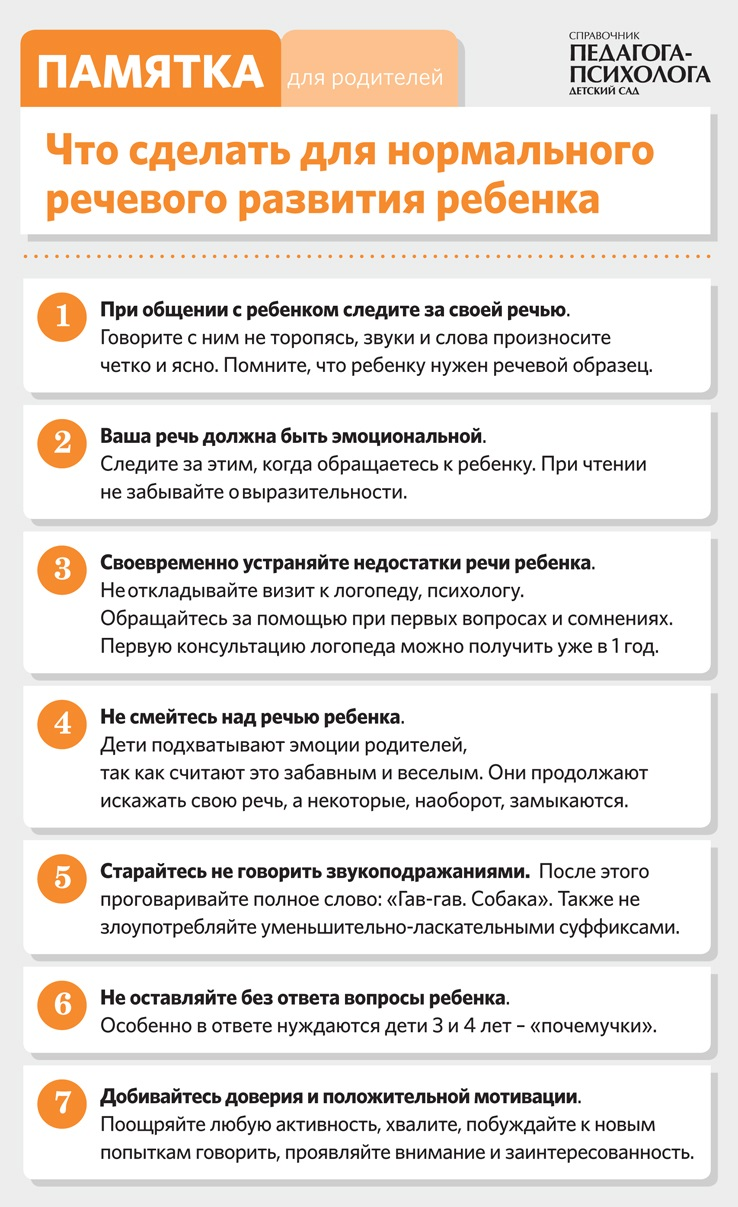 ПАМЯТКА для родителей
СПРАВОЧНИК
ПЕДАГОГА-
ПСИХОЛОГА
ДЕТСКИЙ САД
Что сделать для нормального
речевого развития ребенка
1
При общении с ребенком следите за своей речью.
Говорите с ним не торопясь, звуки и слова произносите
четко и ясно. Помните, что ребенку нужен речевой образец.
2
Ваша речь должна быть эмоциональной.
Следите за этим, когда обращаетесь к ребенку. При чтении
не забывайте о выразительности.
3
Своевременно устраняйте недостатки речи ребенка.
Не откладывайте визит к логопеду, психологу.
Обращайтесь за помощью при первых вопросах и сомнениях.
Первую консультацию логопеда можно получить уже в 1 год.
4
Не смейтесь над речью ребенка.
Дети подхватывают эмоции родителей,
так как считают это забавным и веселым. Они продолжают
искажать свою речь, а некоторые, наоборот, замыкаются.
5
Старайтесь не говорить звукоподражаниями. После этого
проговаривайте полное слово: «Гав-гав. Собака». Также не
злоупотребляйте уменьшительно-ласкательными суффиксами.
6
Не оставляйте без ответа вопросы ребенка.
Особенно в ответе нуждаются дети 3 и 4 лет – «почемучки».
7
Добивайтесь доверия и положительной мотивации.
Поощряйте любую активность, хвалите, побуждайте к новым
попыткам говорить, проявляйте внимание и заинтересованность.